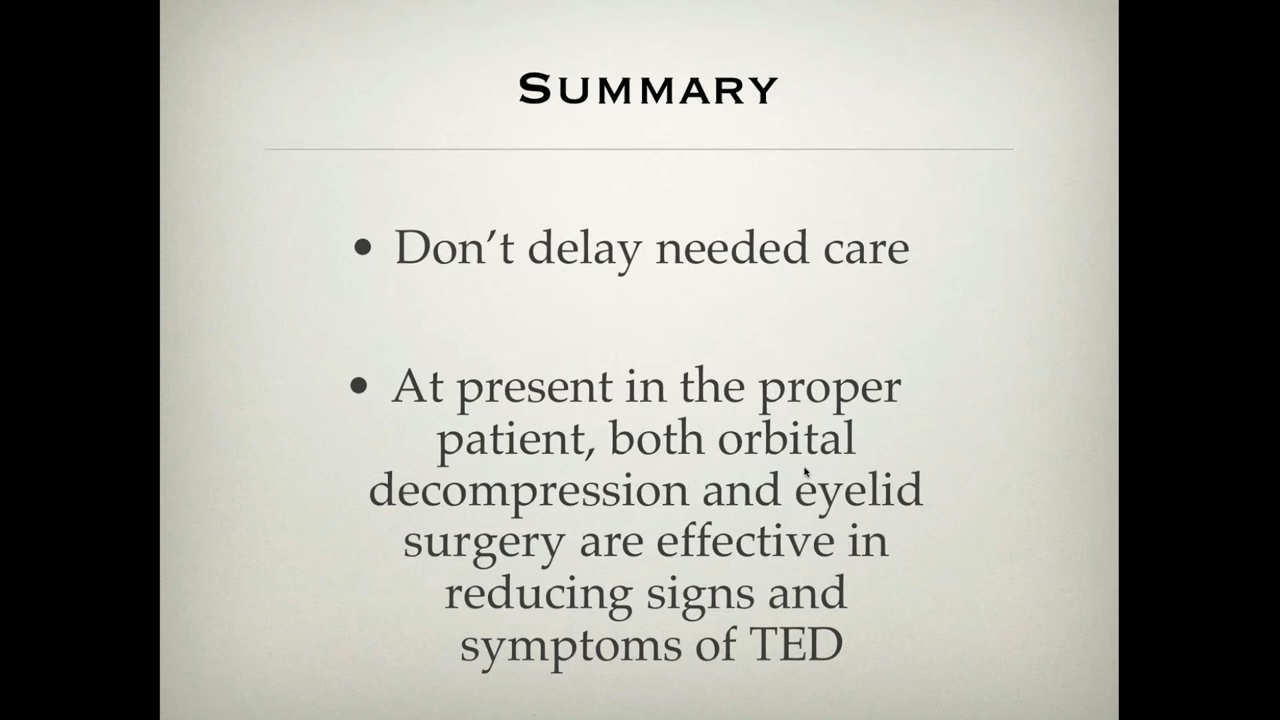 SUMMARY
• Don’t delay needed care
• At present in the proper
patient, both orbital
decompression and eyelid
surgery are effective in
reducing signs and
symptoms of TED